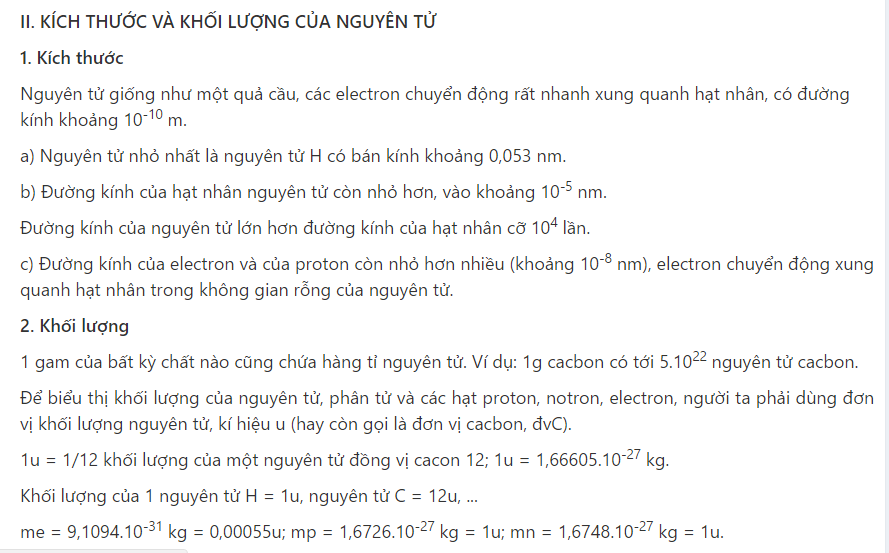 II. KÍCH THƯỚC VÀ KHỐI LƯỢNG CỦA NGUYÊN TỬ
1. Kích thước
Nguyên tử giống như một quả cầu, các electron chuyển động rất nhanh xung quanh hạt nhân, có đường
kính khoảng 10⁻¹⁰ m.
a) Nguyên tử nhỏ nhất là nguyên tử H có bán kính khoảng 0,053 nm.
b) Đường kính của hạt nhân nguyên tử còn nhỏ hơn, vào khoảng 10⁻⁵ nm.
Đường kính của nguyên tử lớn hơn đường kính của hạt nhân cỡ 10⁴ lần.
c) Đường kính của electron và của proton còn nhỏ hơn nhiều (khoảng 10⁻⁸ nm), electron chuyển động xung
quanh hạt nhân trong không gian rỗng của nguyên tử.
2. Khối lượng
1 gam của bất kỳ chất nào cũng chứa hàng tỉ nguyên tử. Ví dụ: 1g cacbon có tới 5.10²² nguyên tử cacbon.
Để biểu thị khối lượng của nguyên tử, phân tử và các hạt proton, notron, electron, người ta phải dùng đơn
vị khối lượng nguyên tử, kí hiệu u (hay còn gọi là đơn vị cacbon, đvC).
1u = 1/12 khối lượng của một nguyên tử đồng vị cacon 12; 1u = 1,66605.10⁻²⁷ kg.
Khối lượng của 1 nguyên tử H = 1u, nguyên tử C = 12u, ...
me = 9,1094.10⁻³¹ kg = 0,00055u; mp = 1,6726.10⁻²⁷ kg = 1u; mn = 1,6748.10⁻²⁷ kg = 1u.